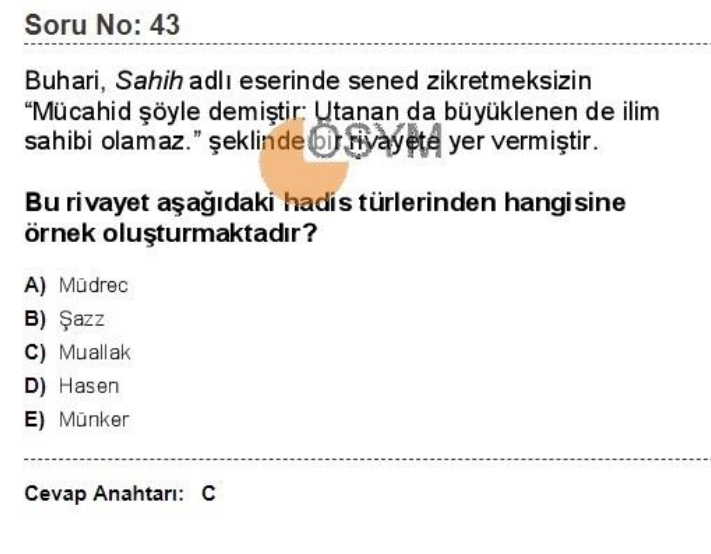 Soru No: 43
Buhari, Sahih adlı eserinde sened zikretmeksizin
“Mücahid şöyle demiştir: Utanan da büyüklenen de ilim
sahibi olamaz.” şeklinde bir rivayete yer vermiştir.
ÖSYM
Bu rivayet aşağıdaki hadis türlerinden hangisine
örnek oluşturmaktadır?
A) Müdrec
B) Şazz
C) Muallak
D) Hasen
E) Münker
Cevap Anahtarı: C